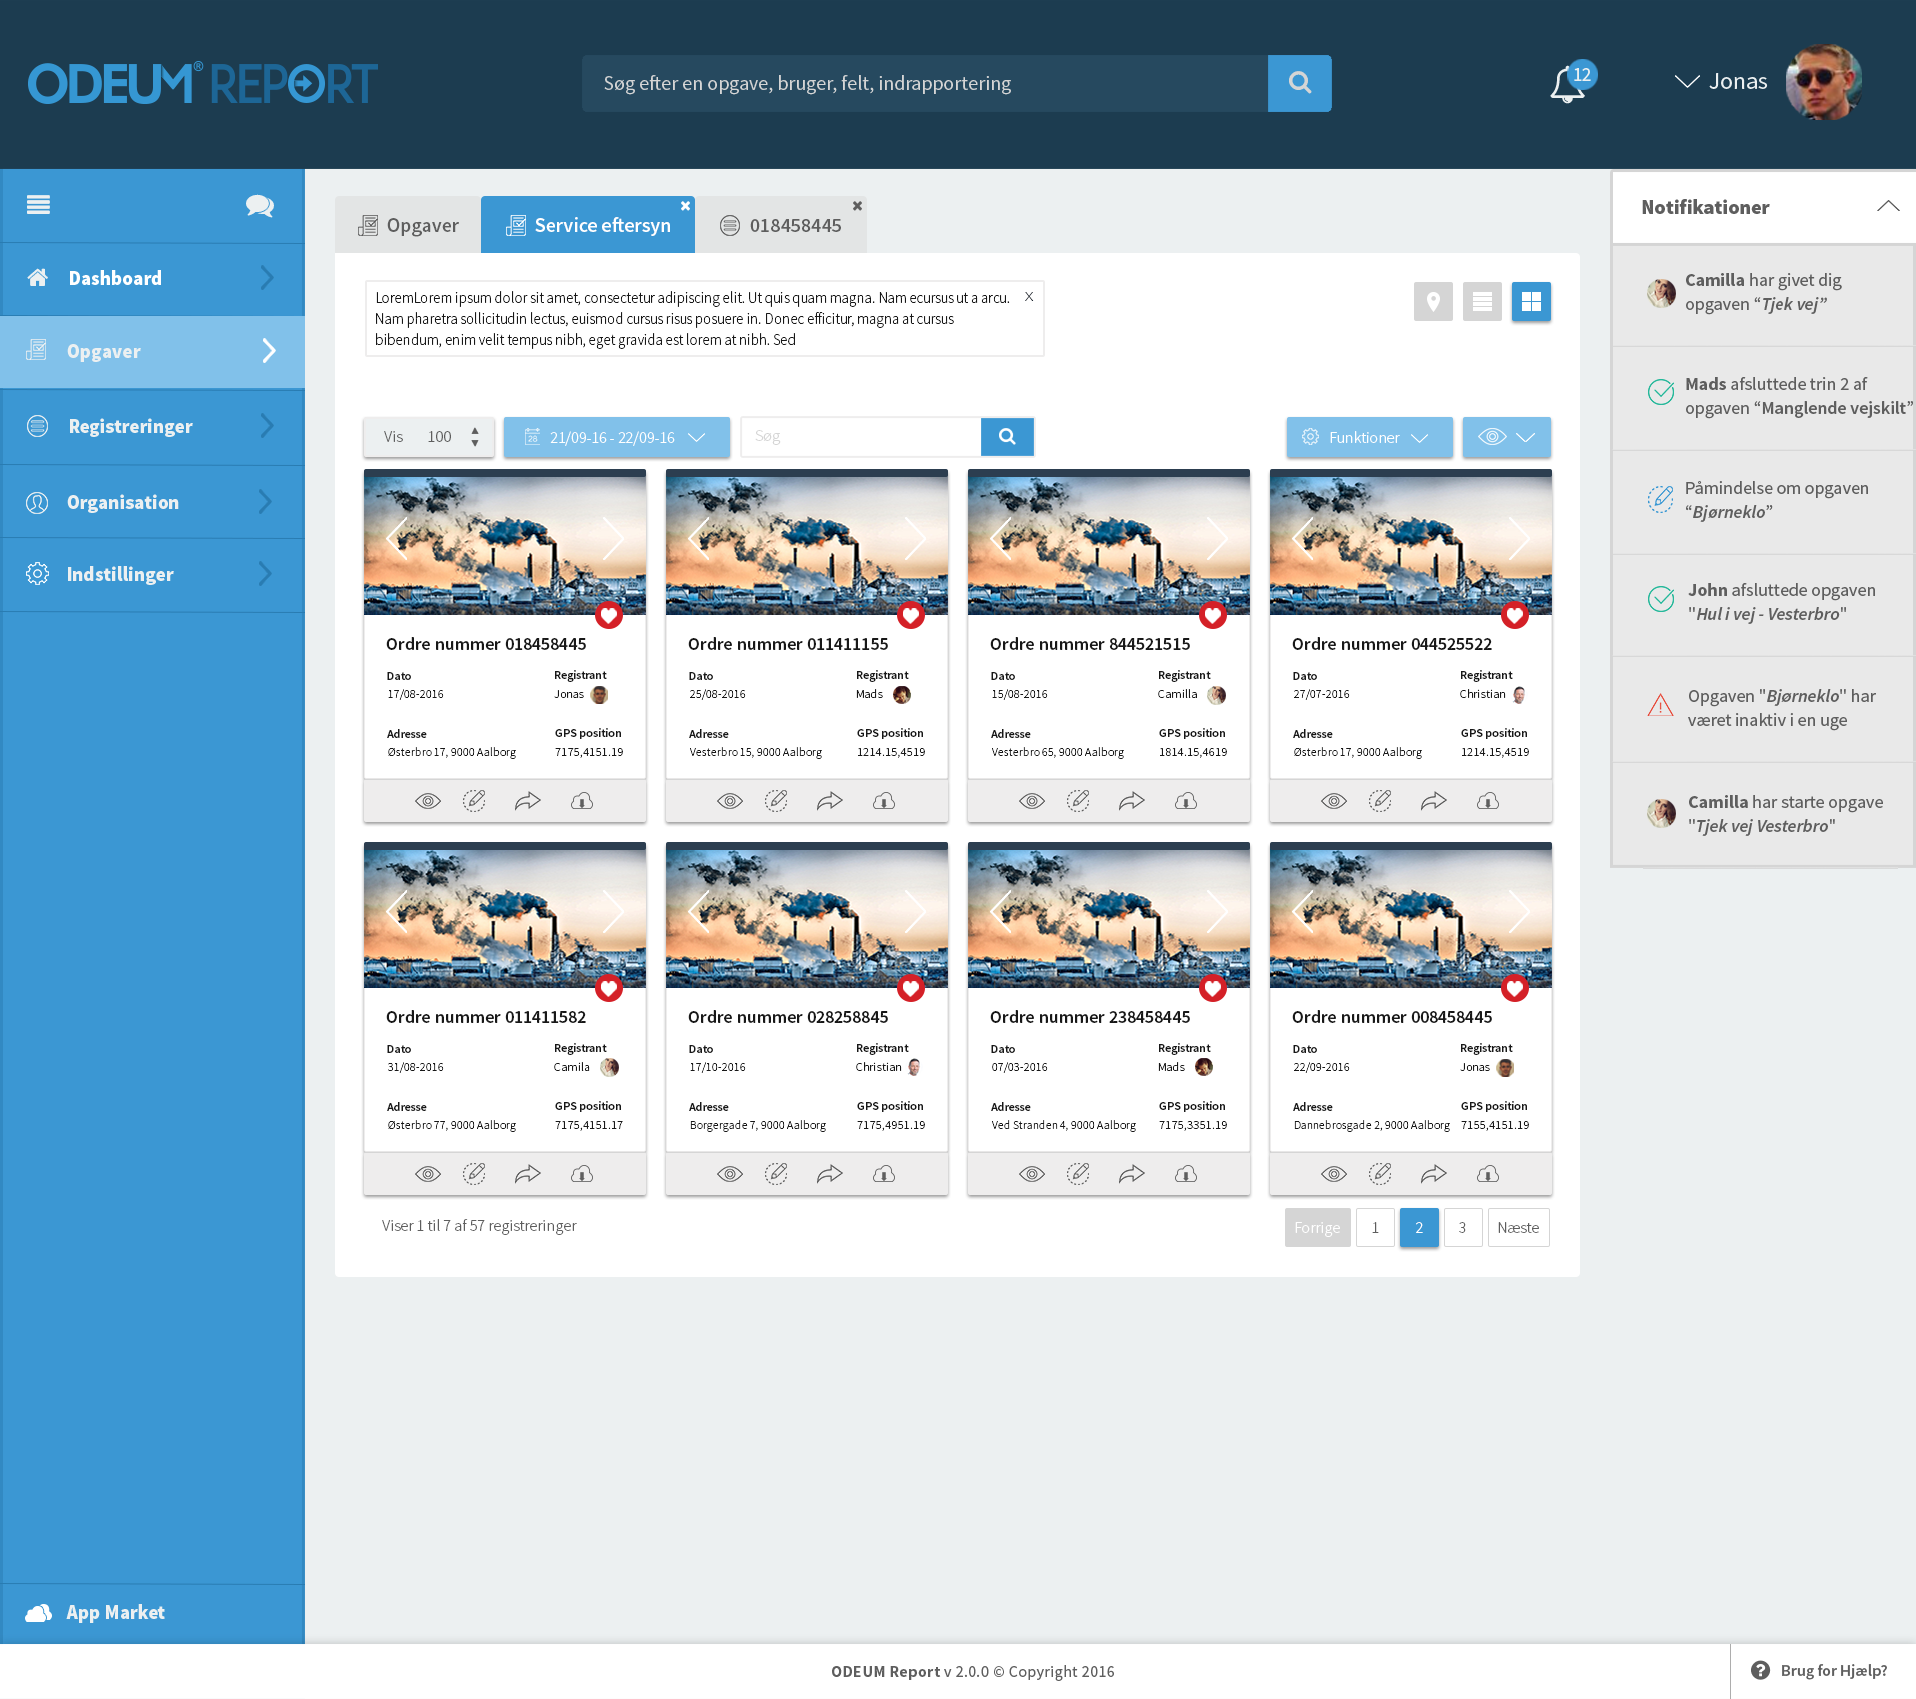 ODEUM® REPORT
Søg efter en opgave, bruger, felt, indrapportering
12
Jonas
Dashboard
Opgaver
Registreringer
Organisation
Indstillinger
App Market
Opgaver
Service eftersyn
018458445
LoremLorem ipsum dolor sit amet, consectetur adipiscing elit. Ut quis quam magna. Nam ecursus ut a arcu.
Nam pharetra sollicitudin lectus, euismod cursus risus posuere in. Donec efficitur, magna at cursus
bibendum, enim velit tempus nibh, eget gravida est lorem at nibh. Sed
X
Vis 100
26 21/09-16 - 22/09-16
Søg
Funktioner
Ordre nummer 018458445
Dato Registrant
17/08-2016 Jonas
Adresse GPS position
Østerbro 17, 9000 Aalborg 7175,4151.19
Ordre nummer 011411155
Dato Registrant
25/08-2016 Mads
Adresse GPS position
Vesterbro 15, 9000 Aalborg 1214.15,4519
Ordre nummer 844521515
Dato Registrant
15/08-2016 Camilla
Adresse GPS position
Vesterbro 65, 9000 Aalborg 1814.15,4619
Ordre nummer 044525522
Dato Registrant
27/07-2016 Christian
Adresse GPS position
Østerbro 17, 9000 Aalborg 1214.15,4519
Ordre nummer 011411582
Dato Registrant
31/08-2016 Camila
Adresse GPS position
Østerbro 77, 9000 Aalborg 7175,4151.17
Ordre nummer 028258845
Dato Registrant
17/10-2016 Christian
Adresse GPS position
Borgergade 7, 9000 Aalborg 7175,4951.19
Ordre nummer 238458445
Dato Registrant
07/03-2016 Mads
Adresse GPS position
Ved Stranden 4, 9000 Aalborg 7175,3351.19
Ordre nummer 008458445
Dato Registrant
22/09-2016 Jonas
Adresse GPS position
Dannebrosgade 2, 9000 Aalborg 7155,4151.19
Viser 1 til 7 af 57 registreringer
Forrige 1 2 3 Næste
Notifikationer
Camilla har givet dig
opgaven “Tjek vej”
Mads afsluttede trin 2 af
opgaven “Manglende vejskilt”
Påmindelse om opgaven
“Bjørneklo”
John afsluttede opgaven
"Hul i vej - Vesterbro"
Opgaven "Bjørneklo" har
været inaktiv i en uge
Camilla har starte opgave
"Tjek vej Vesterbro"
ODEUM Report v 2.0.0 © Copyright 2016
Brug for Hjælp?